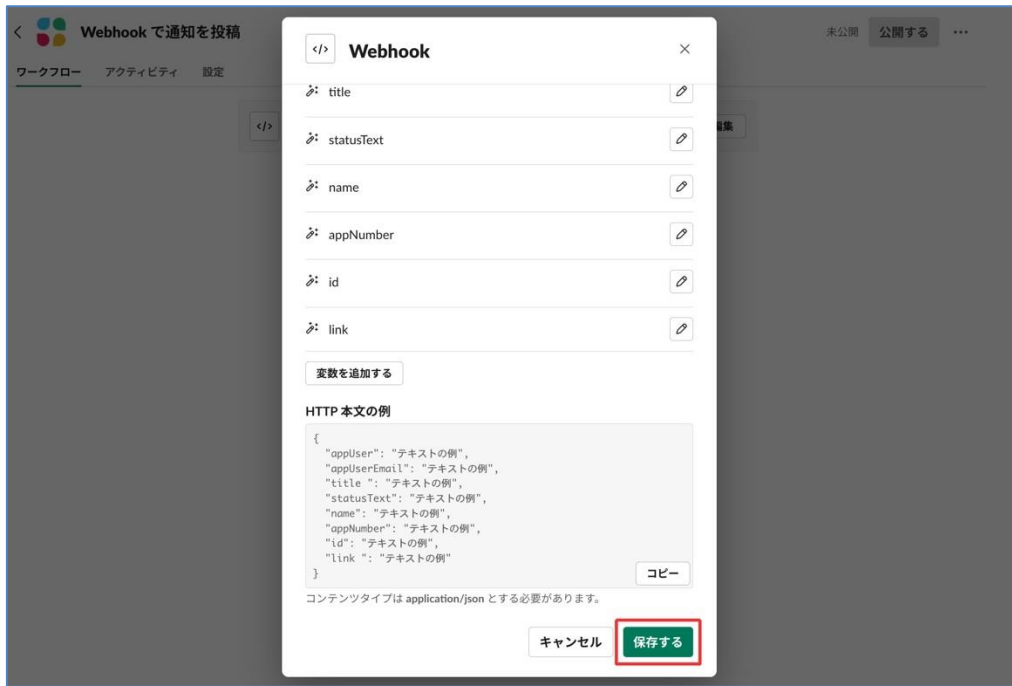 Webhook で通知を投稿
未公開 公開する
ワークフロー アクティビティ 設定
</> Webhook
title
</> 編集
statusText
name
appNumber
id
link
変数を追加する
HTTP 本文の例
{
"appUser": "テキストの例",
"appUserEmail": "テキストの例",
"title ": "テキストの例",
"statusText": "テキストの例",
"name": "テキストの例",
"appNumber": "テキストの例",
"id": "テキストの例",
"link ": "テキストの例"
}
コピー
コンテンツタイプは application/json とする必要があります。
キャンセル 保存する